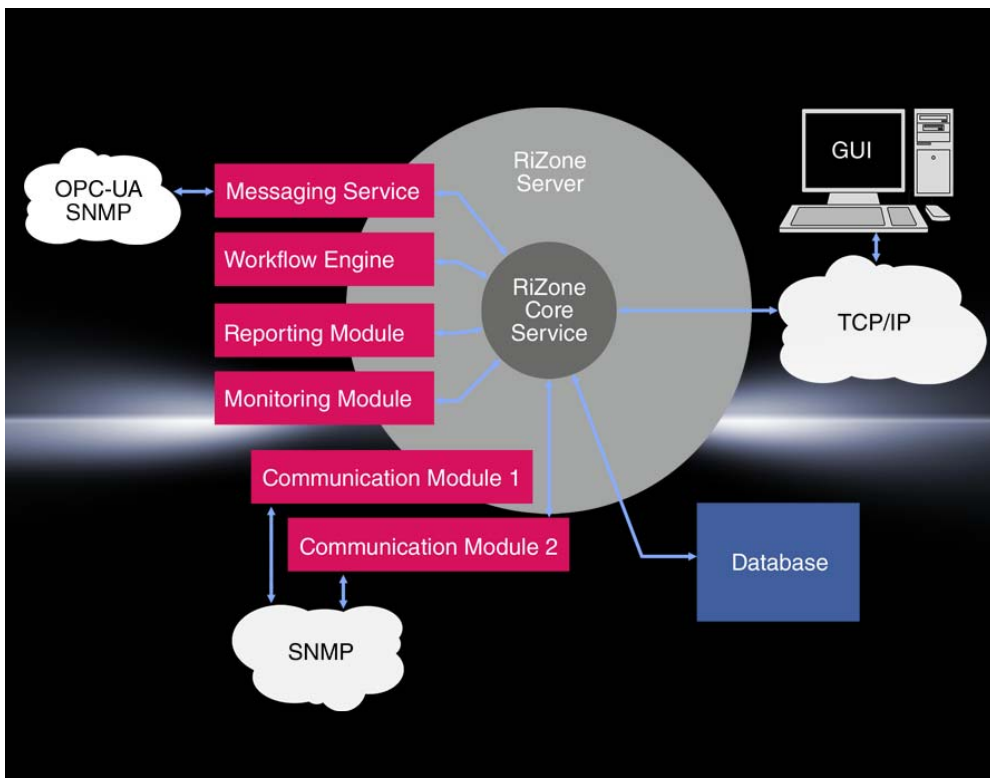 RiZone
Server
GUI
OPC-UA
SNMP
Messaging Service
Workflow Engine
RiZone
Core
Service
TCP/IP
Reporting Module
Monitoring Module
Communication Module 1
Communication Module 2
Database
SNMP